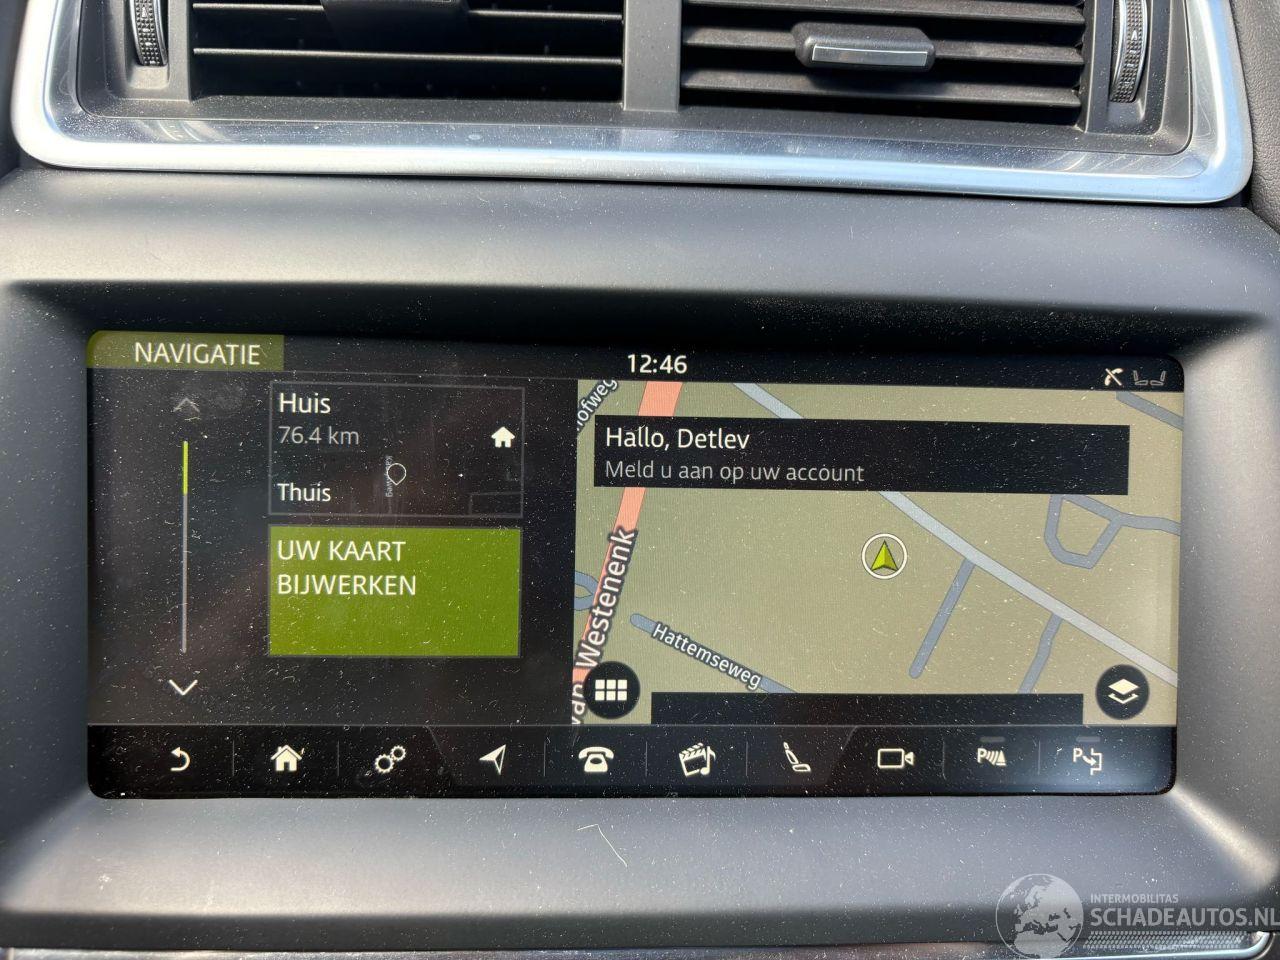 NAVIGATIE
12:46
Huis
76.4 km
Thuis
UW KAART
BIJWERKEN
Hallo, Detlev
Meld u aan op uw account
van Westenenk
Hattemseweg
P
P
INTERMOBILITAS
SCHADEAUTOS.NL